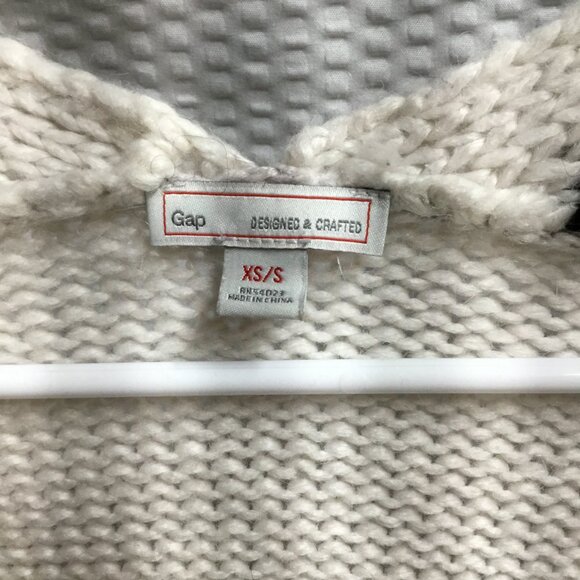 Gap DESIGNED & CRAFTED
XS/S
RN54023
MADE IN CHINA